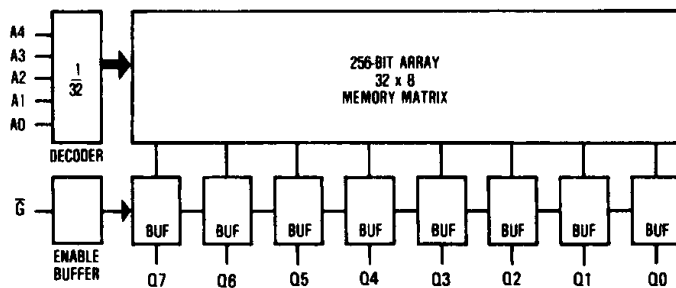 A4
A3
A2
A1
A0
1
32
DECODER
256-BIT ARRAY
32 x 8
MEMORY MATRIX
G̅
ENABLE
BUFFER
BUF BUF BUF BUF BUF BUF BUF BUF
Q7 Q6 Q5 Q4 Q3 Q2 Q1 Q0